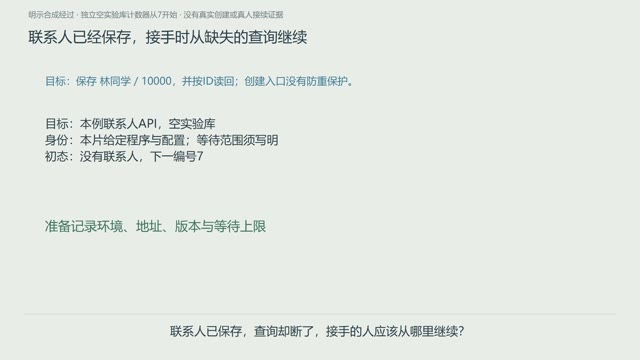 明示合成经过 · 独立空实验库计数器从7开始 · 没有真实创建或真人接续证据
联系人已经保存，接手时从缺失的查询继续
目标：保存 林同学 / 10000，并按ID读回；创建入口没有防重保护。
目标：本例联系人API，空实验库
身份：本片给定程序与配置；等待范围须写明
初态：没有联系人，下一编号7
准备记录环境、地址、版本与等待上限
联系人已保存，查询却断了，接手的人应该从哪里继续？